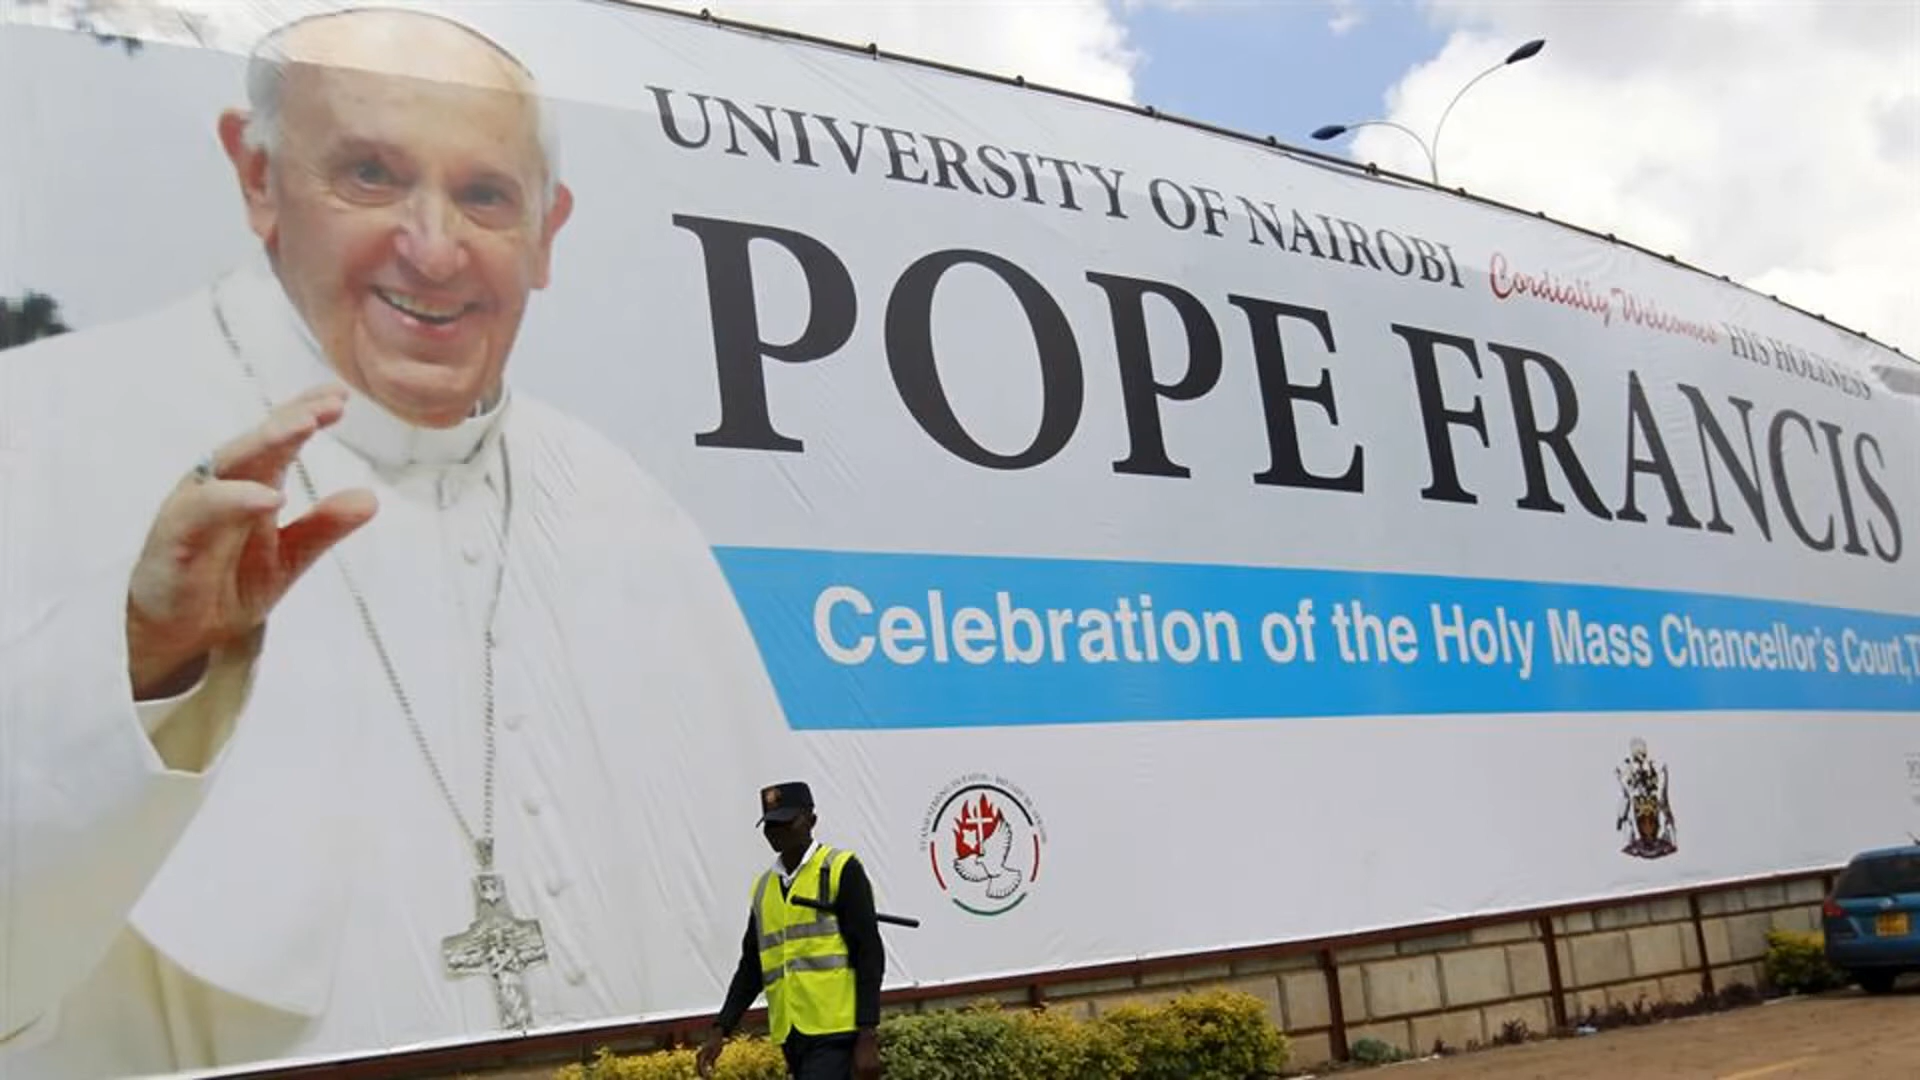 UNIVERSITY OF NAIROBI Cordially Welcomes HIS HOLINESS
POPE FRANCIS
Celebration of the Holy Mass Chancellor's Court,